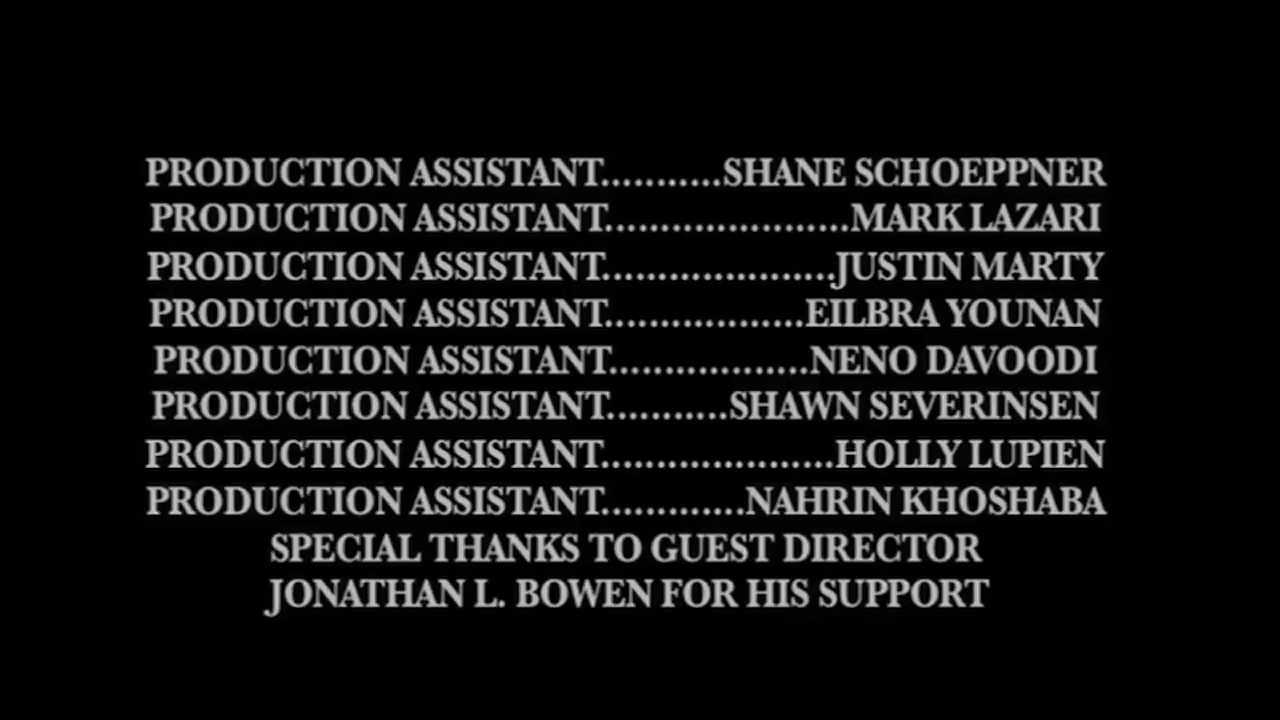 PRODUCTION ASSISTANT...........SHANE SCHOEPPNER
PRODUCTION ASSISTANT.......................MARK LAZARI
PRODUCTION ASSISTANT......................JUSTIN MARTY
PRODUCTION ASSISTANT...................EILBRA YOUNAN
PRODUCTION ASSISTANT...................NENO DAVOODI
PRODUCTION ASSISTANT...........SHAWN SEVERINSEN
PRODUCTION ASSISTANT......................HOLLY LUPIEN
PRODUCTION ASSISTANT.............NAHRIN KHOSHABA
SPECIAL THANKS TO GUEST DIRECTOR
JONATHAN L. BOWEN FOR HIS SUPPORT